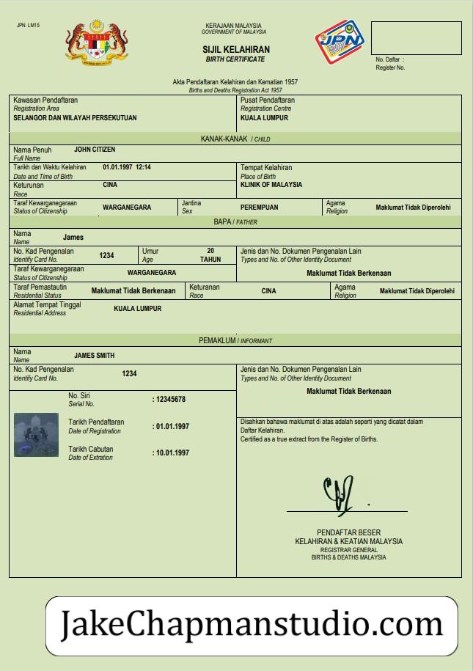 JPN. LM15
KERAJAAN MALAYSIA
GOVERNMENT OF MALAYSIA
SIJIL KELAHIRAN
BIRTH CERTIFICATE
JPN
No. Daftar :
Register No.
Akta Pendaftaran Kelahiran dan Kematian 1957
Births and Deaths Registration Act 1957
Kawasan Pendaftaran
Registration Area
SELANGOR DAN WILAYAH PERSEKUTUAN
Pusat Pendaftaran
Registration Centre
KUALA LUMPUR
KANAK-KANAK / CHILD
Nama Penuh JOHN CITIZEN
Full Name
Tarikh dan Wektu Kelahiran 01.01.1997 12:14
Date and Time of Birth
Tempat Kelahiran
Place of Birth
KLINIK OF MALAYSIA
Keturunan CINA
Race
Taraf Kewarganegaraan WARGANEGARA
Status of Citizenship
Jantina PEREMPUAN
Sex
Agama Maklumat Tidak Diperolehi
Religion
BAPA / FATHER
Nama James
Name
No. Kad Pengenalan 1234
Identify Card No.
Umur 20
Age TAHUN
Jenis dan No. Dokumen Pengenalan Lain
Types and No. of Other Identity Document
Maklumat Tidak Berkenaan
Taraf Kewarganegaraan WARGANEGARA
Status of Citizenship
Taraf Pemastautin Maklumat Tidak Berkenaan
Residential Status
Keturanan CINA
Race
Agama Maklumat Tidak Diperolehi
Religion
Alamat Tempat Tinggal KUALA LUMPUR
Residential Address
PEMAKLUM / INFORMANT
Nama JAMES SMITH
Name
No. Kad Pengenalan 1234
Identify Card No.
Jenis dan No. Dokumen Pengenalan Lain
Types and No. of Other Identity Document
Maklumat Tidak Berkenaan
No. Siri : 12345678
Serial No.
Tarikh Pendaftaran : 01.01.1997
Date of Registration
Tarikh Cabutan : 10.01.1997
Date of Extration
Disahkan bahawa maklumat di atas adalah seperti yang dicatat dalam
Daftar Kelahiran.
Certified as a true extract from the Register of Births.
PENDAFTAR BESER
KELAHIRAN & KEATIAN MALAYSIA
REGISTRAR GENERAL
BIRTHS & DEATHS MALAYSIA
JakeChapmanstudio.com